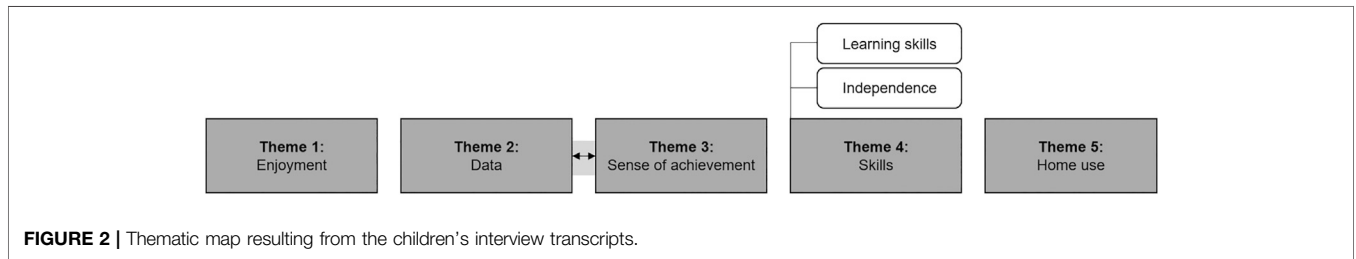 Learning skills
Independence
Theme 1:
Enjoyment
Theme 2:
Data
Theme 3:
Sense of achievement
Theme 4:
Skills
Theme 5:
Home use
FIGURE 2 | Thematic map resulting from the children's interview transcripts.